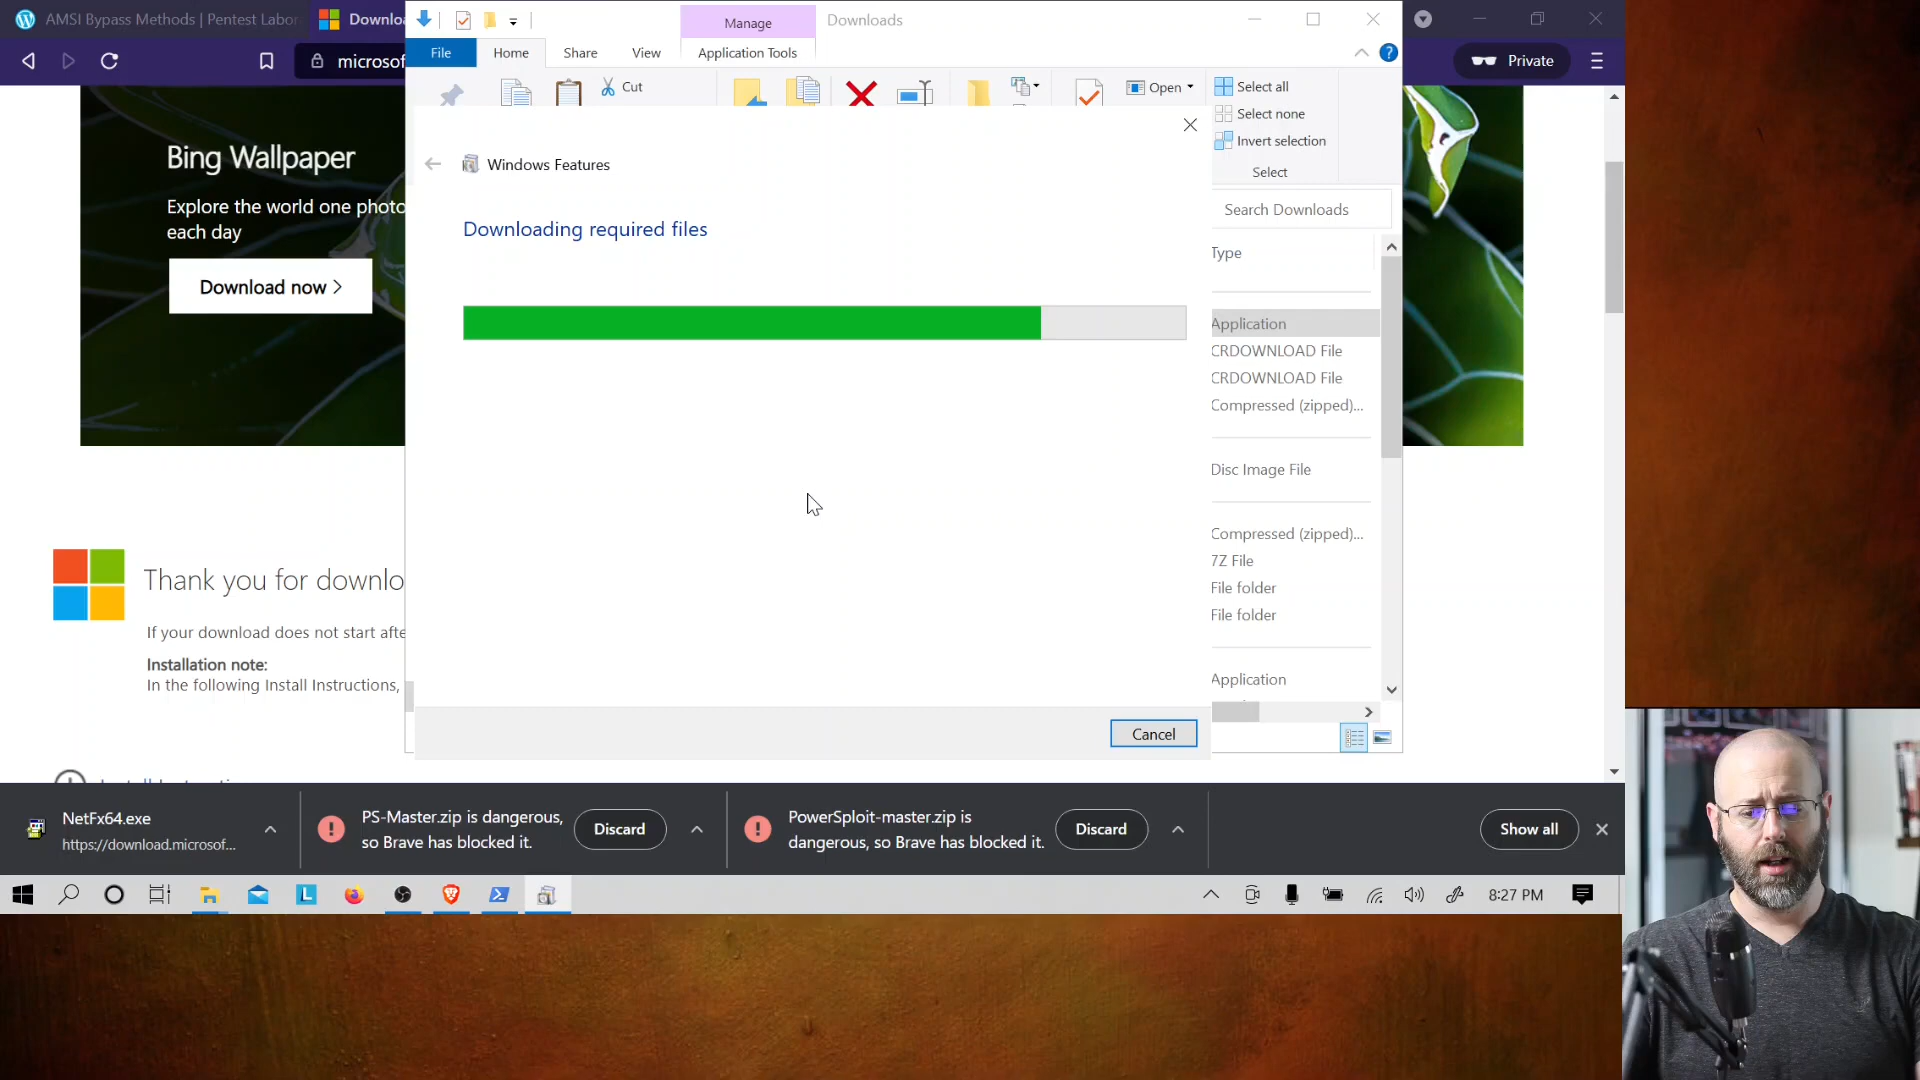 AMSI Bypass Methods | Pentest Labor
Downloa
Manage
Downloads
File
Home
Share
View
Application Tools
microsof
Private
Cut
Open
Select all
Select none
Invert selection
Select
Bing Wallpaper
Explore the world one photo
each day
Download now >
Windows Features
Downloading required files
Search Downloads
Type
Application
CRDOWNLOAD File
CRDOWNLOAD File
Compressed (zipped)...
Disc Image File
Compressed (zipped)...
7Z File
File folder
File folder
Application
Thank you for downlo
If your download does not start afte
Installation note:
In the following Install Instructions,
Cancel
NetFx64.exe
https://download.microsof...
PS-Master.zip is dangerous,
so Brave has blocked it.
Discard
PowerSploit-master.zip is
dangerous, so Brave has blocked it.
Discard
Show all
8:27 PM